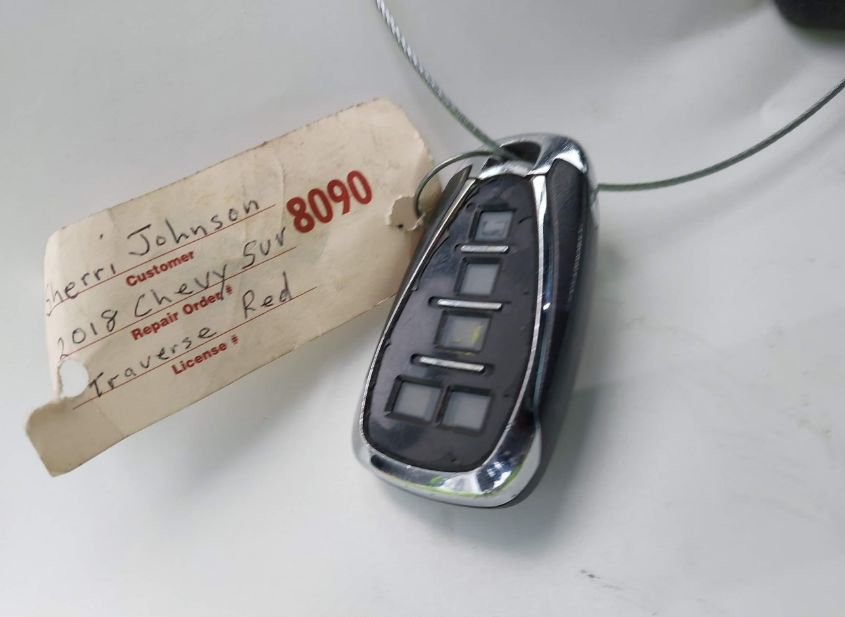 Sherri Johnson
Customer
8090
2018 Chevy Suv
Repair Order #
Traverse Red
License #